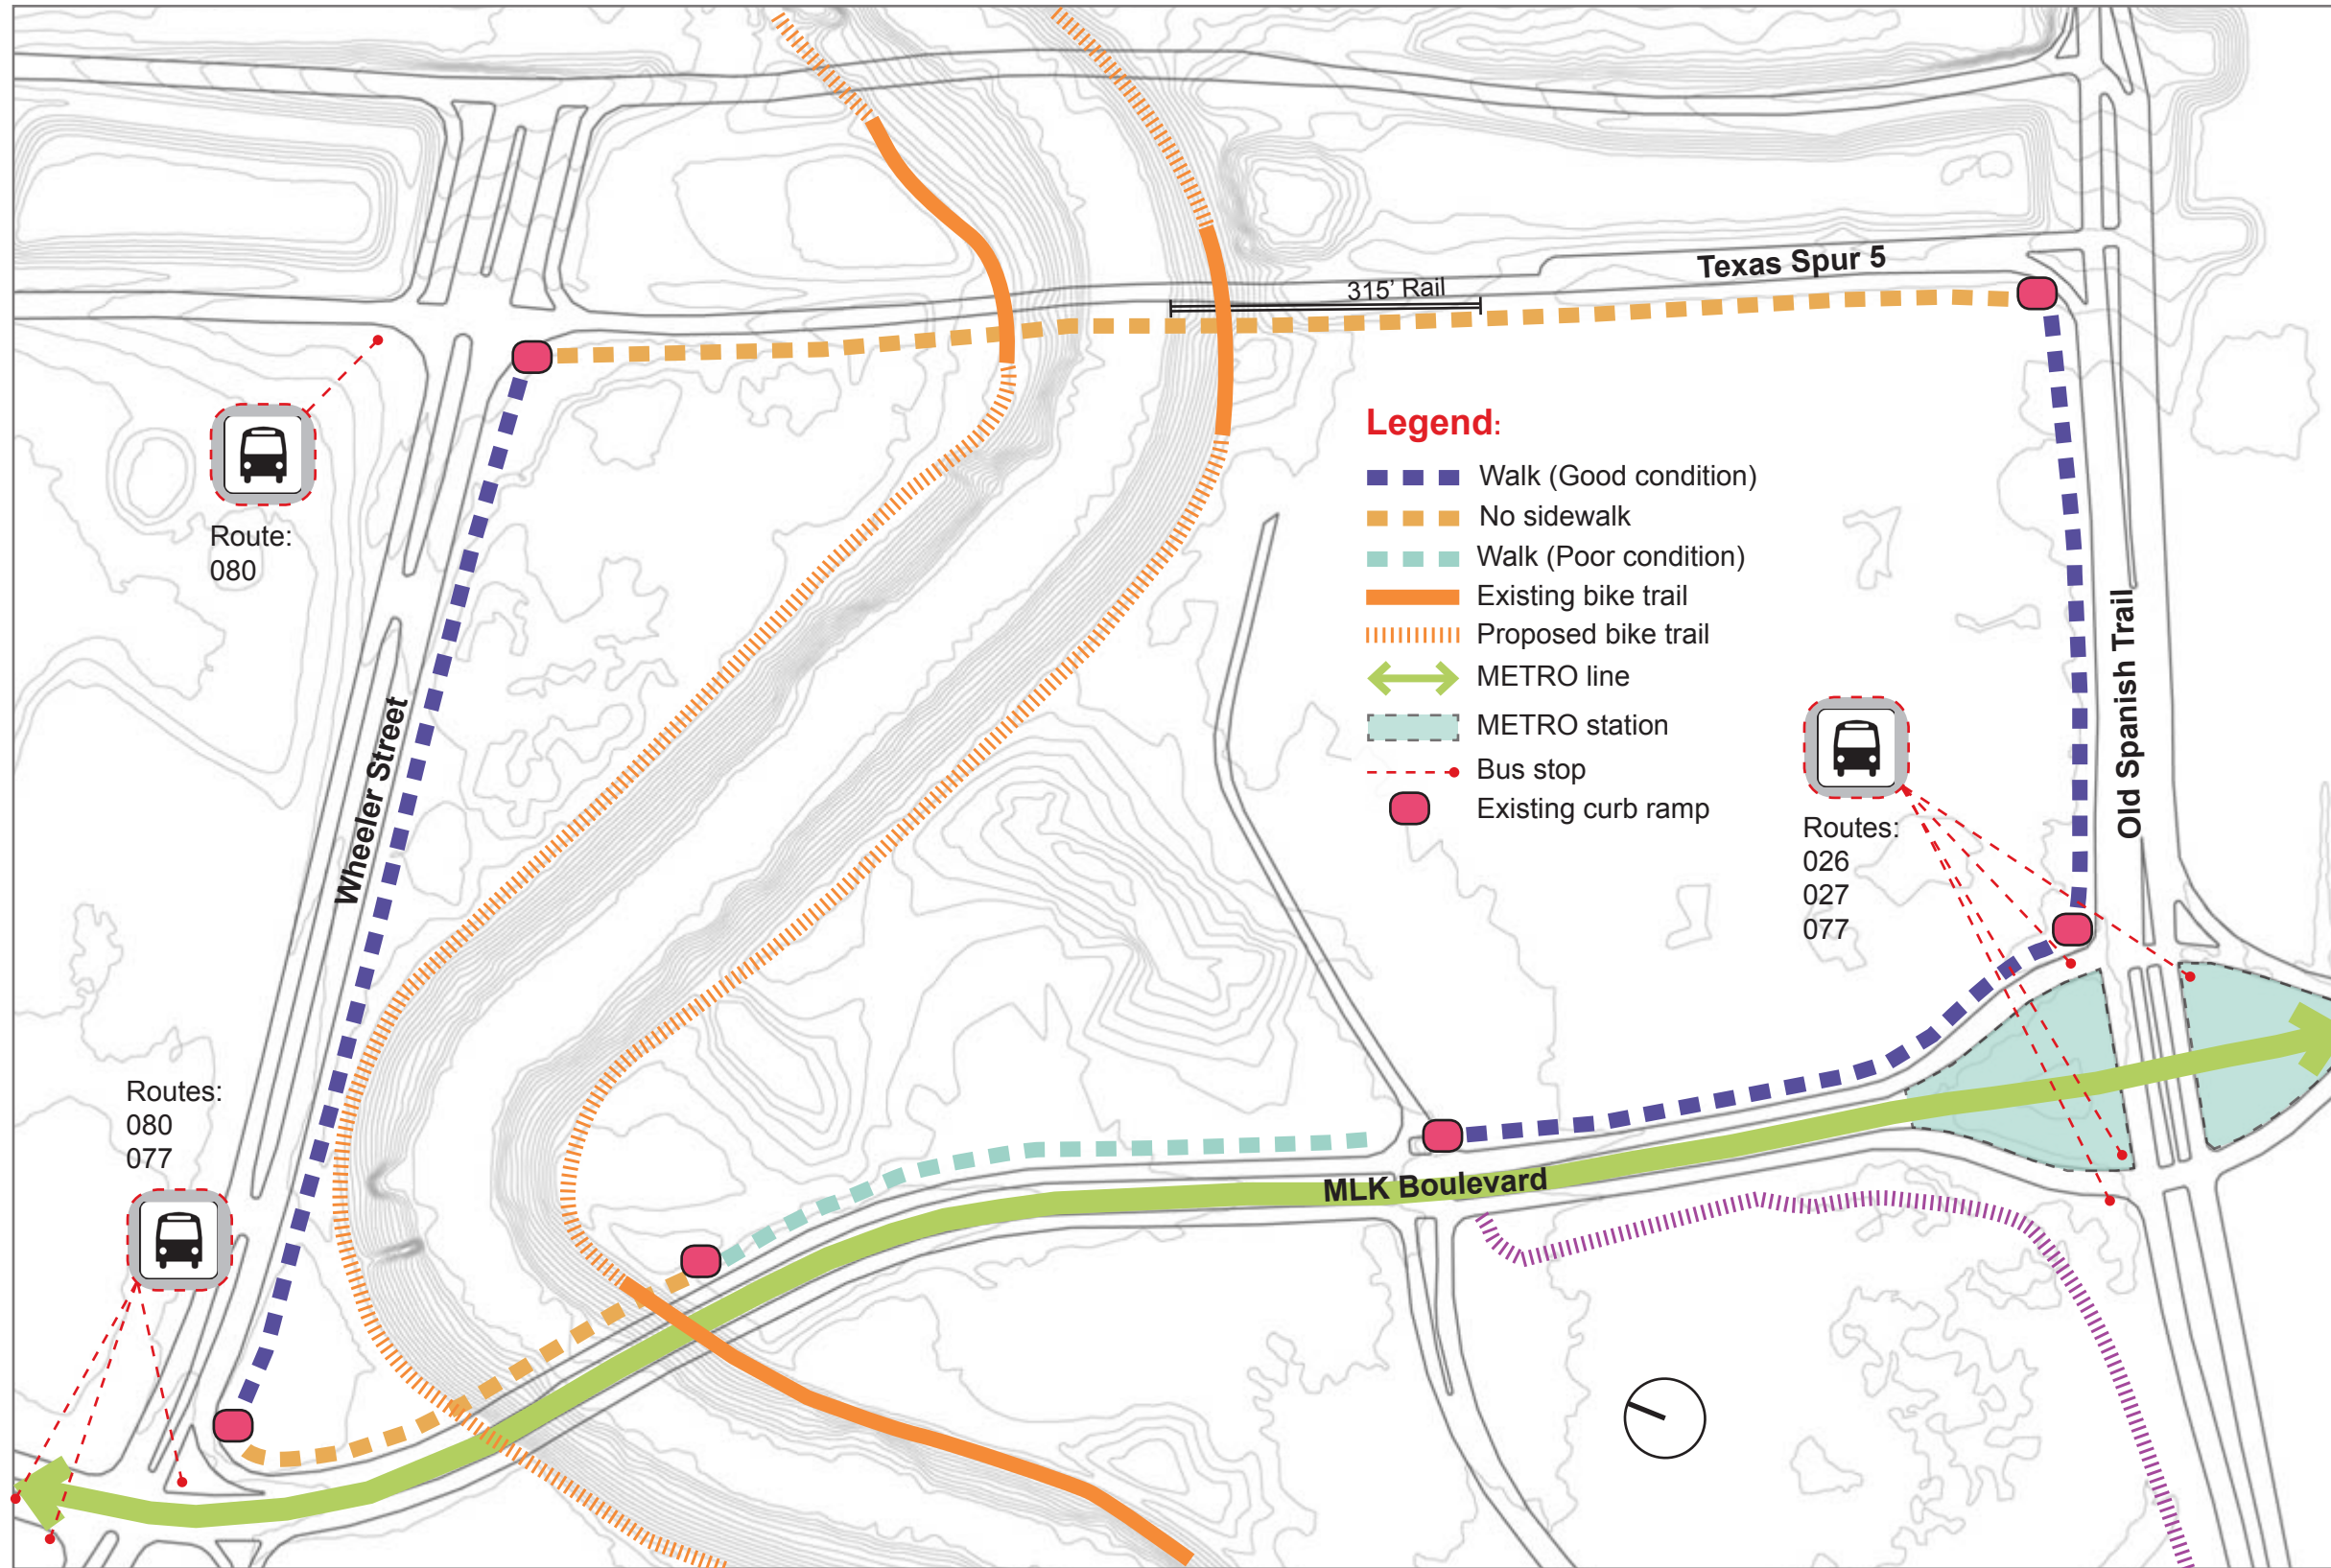 Texas Spur 5
315’ Rail
Route:
080
Legend:
Walk (Good condition)
No sidewalk
Walk (Poor condition)
Existing bike trail
Proposed bike trail
METRO line
METRO station
Bus stop
Existing curb ramp
Wheeler Street
Old Spanish Trail
Routes:
026
027
077
Routes:
080
077
MLK Boulevard